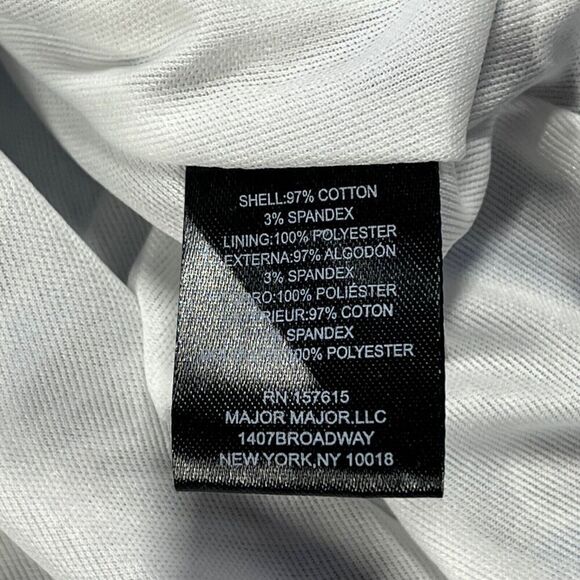 SHELL:97% COTTON
3% SPANDEX
LINING:100% POLYESTER
EXTERNA:97% ALGODÓN
3% SPANDEX
100% POLIÉSTER
97% COTON
SPANDEX
100% POLYESTER
RN 157615
MAJOR MAJOR.LLC
1407BROADWAY
NEW YORK,NY 10018